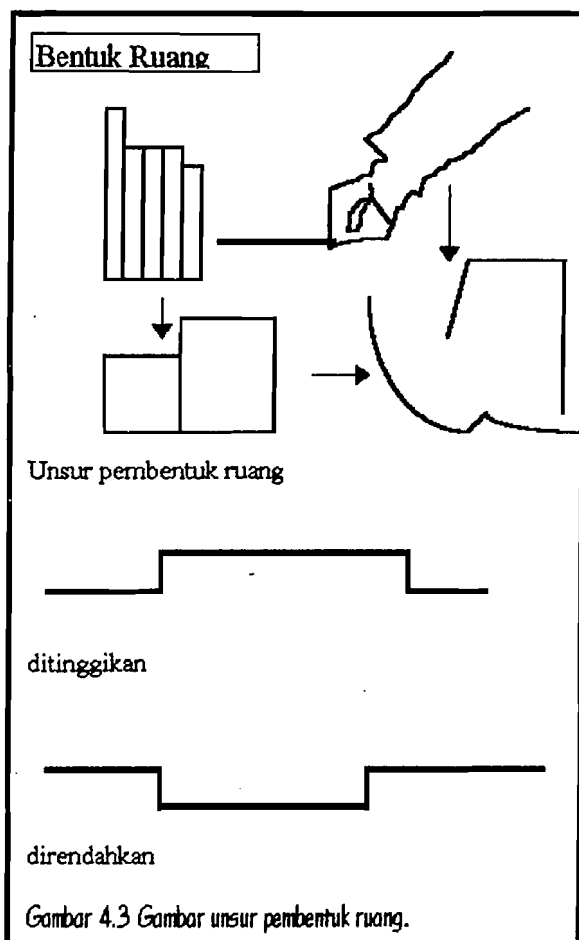 Bentuk Ruang
Unsur pembentuk ruang
ditinggikan
direndahkan
Gambar 4.3 Gambar unsur pembentuk ruang.